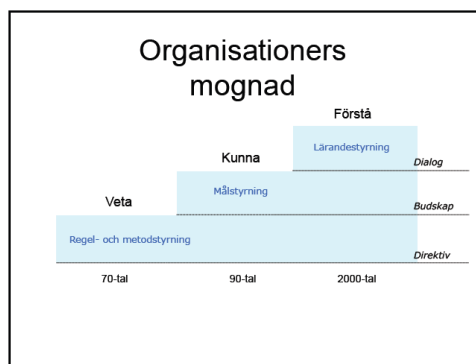 Organisationers
mognad
Förstå
Lärandestyrning
Dialog
Kunna
Målstyrning
Budskap
Veta
Regel- och metodstyrning
Direktiv
70-tal
90-tal
2000-tal